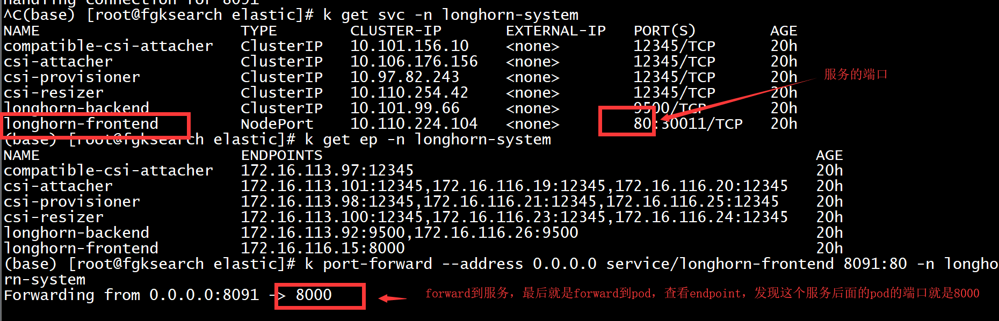 Handling connection for 8091
^C(base) [root@fgksearch elastic]# k get svc -n longhorn-system
NAME TYPE CLUSTER-IP EXTERNAL-IP PORT(S) AGE
compatible-csi-attacher ClusterIP 10.101.156.10 <none> 12345/TCP 20h
csi-attacher ClusterIP 10.106.176.156 <none> 12345/TCP 20h
csi-provisioner ClusterIP 10.97.82.243 <none> 12345/TCP 20h
服务的端口
csi-resizer ClusterIP 10.110.254.42 <none> 12345/TCP 20h
longhorn-backend ClusterIP 10.101.99.66 <none> 9500/TCP 20h
longhorn-frontend NodePort 10.110.224.104 <none> 80:30011/TCP 20h
(base) [root@fgksearch elastic]# k get ep -n longhorn-system
NAME ENDPOINTS AGE
compatible-csi-attacher 172.16.113.97:12345 20h
csi-attacher 172.16.113.101:12345,172.16.116.19:12345,172.16.116.20:12345 20h
csi-provisioner 172.16.113.98:12345,172.16.116.21:12345,172.16.116.25:12345 20h
csi-resizer 172.16.113.100:12345,172.16.116.23:12345,172.16.116.24:12345 20h
longhorn-backend 172.16.113.92:9500,172.16.116.26:9500 20h
longhorn-frontend 172.16.116.15:8000 20h
(base) [root@fgksearch elastic]# k port-forward --address 0.0.0.0 service/longhorn-frontend 8091:80 -n longho
rn-system
Forwarding from 0.0.0.0:8091 -> 8000
forward到服务，最后就是forward到pod，查看endpoint，发现这个服务后面的pod的端口就是8000